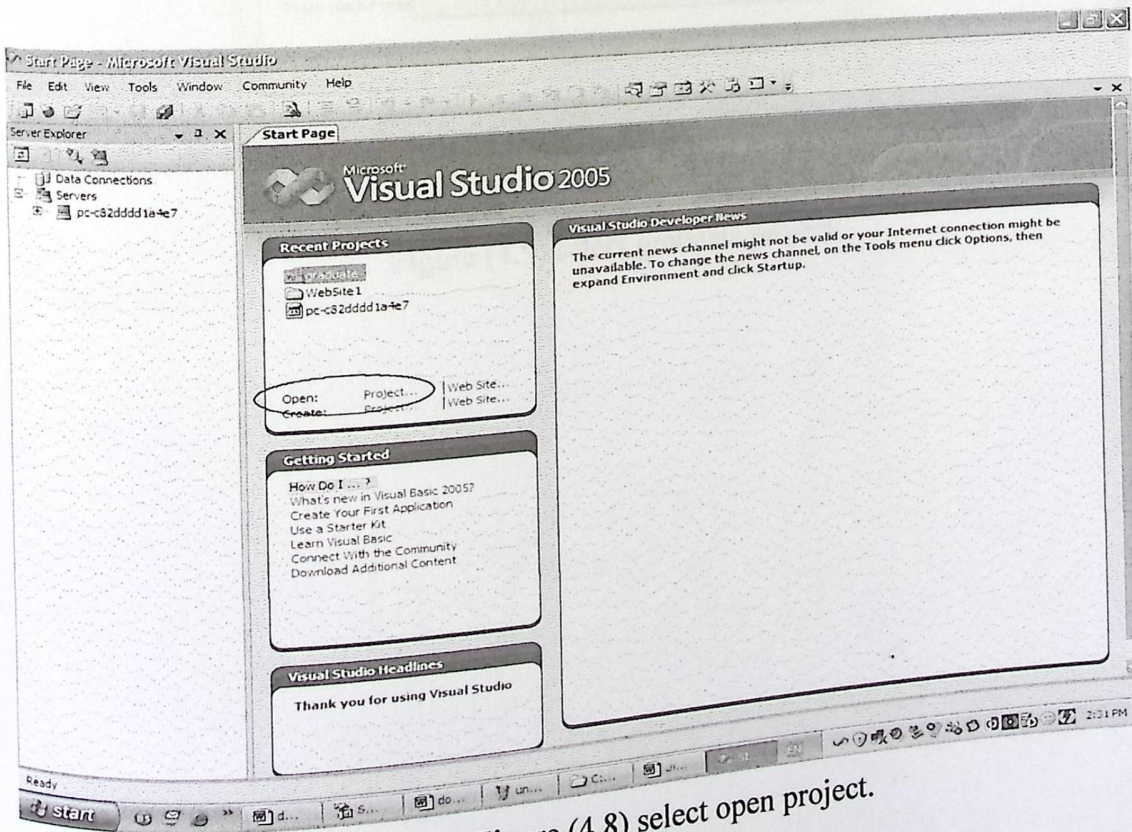 Start Page - Microsoft Visual Studio
File Edit View Tools Window Community Help
Server Explorer
Data Connections
Servers
pc-c82dddd1a4e7
Start Page
Microsoft
Visual Studio 2005
Recent Projects
graduate
WebSite1
pc-c82dddd1a4e7
Open: Project... Web Site...
Create: Project... Web Site...
Getting Started
How Do I ... ?
What's new in Visual Basic 2005?
Create Your First Application
Use a Starter Kit
Learn Visual Basic
Connect With the Community
Download Additional Content
Visual Studio Headlines
Thank you for using Visual Studio
Visual Studio Developer News
The current news channel might not be valid or your Internet connection might be
unavailable. To change the news channel, on the Tools menu click Options, then
expand Environment and click Startup.
Ready
start
d...
S...
do...
un...
C:...
EN
2:31 PM
(4.8) select open project.